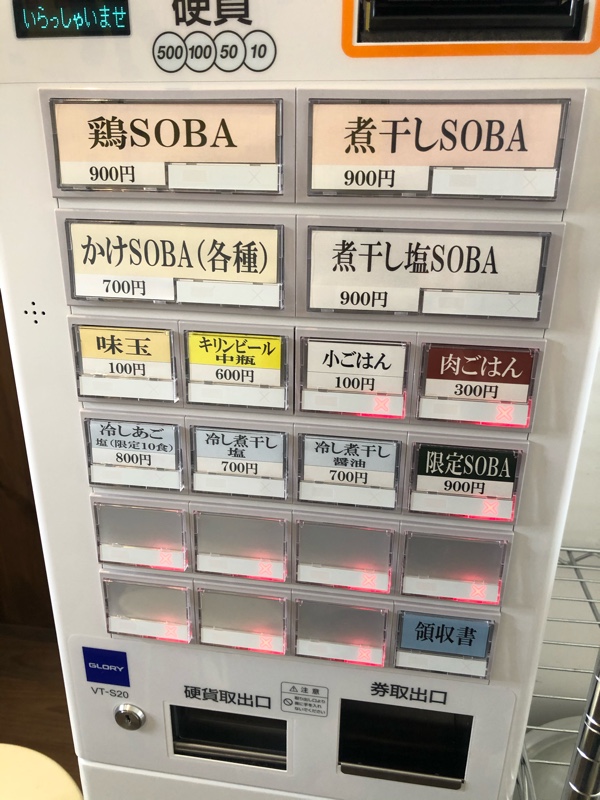 いらっしゃいませ
硬貨
500 100 50 10
鶏SOBA
900円
煮干しSOBA
900円
かけSOBA(各種)
700円
煮干し塩SOBA
900円
味玉
100円
キリンビール
中瓶
600円
小ごはん
100円
肉ごはん
300円
冷しあご
塩(限定10食)
800円
冷し煮干し
塩
700円
冷し煮干し
醤油
700円
限定SOBA
900円
領収書
GLORY
VT-S20
硬貨取出口
注意
券取出口